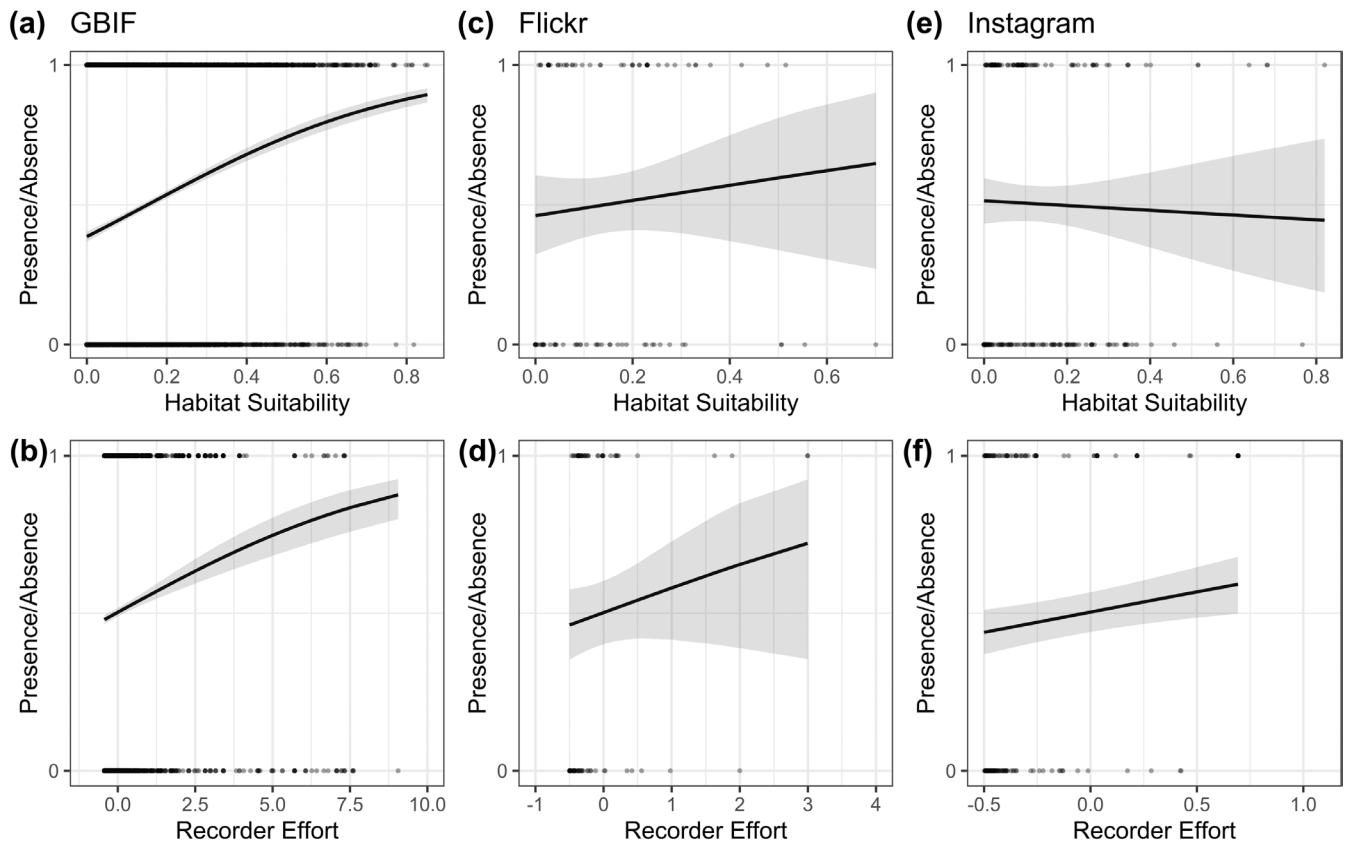 (a) GBIF
(c) Flickr
(e) Instagram
Presence/Absence
1
0
0.0 0.2 0.4 0.6 0.8
Habitat Suitability
Presence/Absence
1
0
0.0 0.2 0.4 0.6
Habitat Suitability
Presence/Absence
1
0
0.0 0.2 0.4 0.6 0.8
Habitat Suitability
(b)
Presence/Absence
1
0
0.0 2.5 5.0 7.5 10.0
Recorder Effort
(d)
Presence/Absence
1
0
-1 0 1 2 3 4
Recorder Effort
(f)
Presence/Absence
1
0
-0.5 0.0 0.5 1.0
Recorder Effort